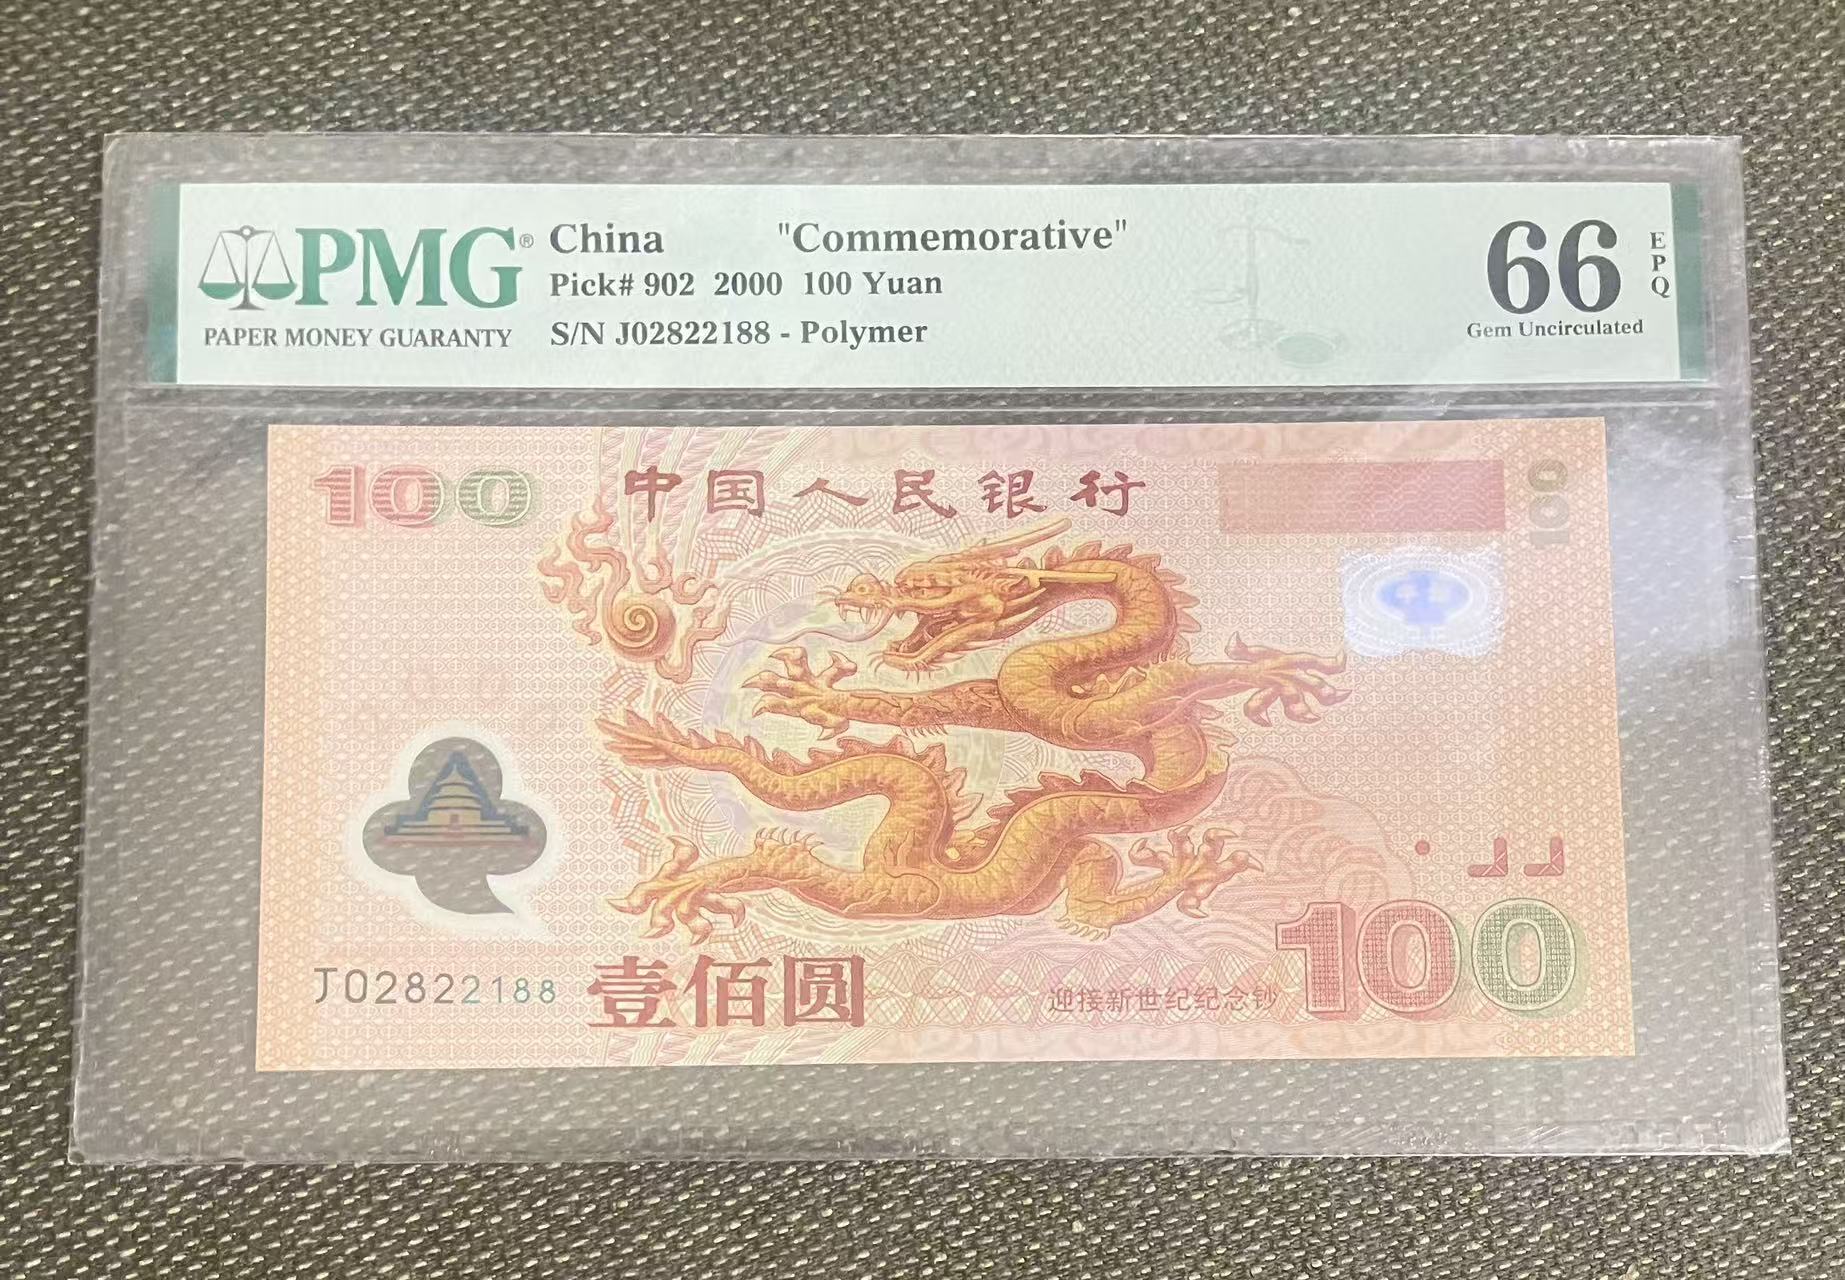 PMG® China "Commemorative"
Pick# 902 2000 100 Yuan
PAPER MONEY GUARANTY S/N J02822188 - Polymer
66 EPQ
Gem Uncirculated
100 中国人民银行 100
J02822188 壹佰圆 迎接新世纪纪念钞 100